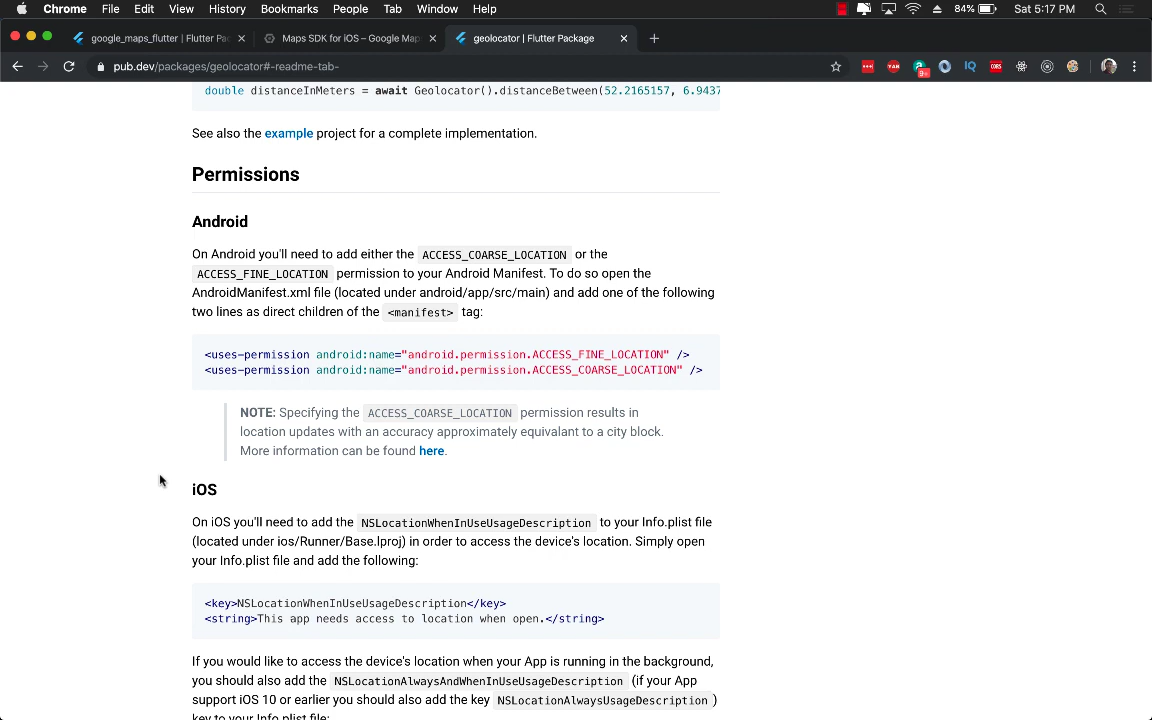 Chrome File Edit View History Bookmarks People Tab Window Help 84% Sat 5:17 PM
google_maps_flutter | Flutter Pac Maps SDK for iOS – Google Map geolocator | Flutter Package
pub.dev/packages/geolocator#-readme-tab-
double distanceInMeters = await Geolocator().distanceBetween(52.2165157, 6.9437
See also the example project for a complete implementation.
Permissions
Android
On Android you'll need to add either the ACCESS_COARSE_LOCATION or the
ACCESS_FINE_LOCATION permission to your Android Manifest. To do so open the
AndroidManifest.xml file (located under android/app/src/main) and add one of the following
two lines as direct children of the <manifest> tag:
<uses-permission android:name="android.permission.ACCESS_FINE_LOCATION" />
<uses-permission android:name="android.permission.ACCESS_COARSE_LOCATION" />
NOTE: Specifying the ACCESS_COARSE_LOCATION permission results in
location updates with an accuracy approximately equivalant to a city block.
More information can be found here.
iOS
On iOS you'll need to add the NSLocationWhenInUseUsageDescription to your Info.plist file
(located under ios/Runner/Base.lproj) in order to access the device's location. Simply open
your Info.plist file and add the following:
<key>NSLocationWhenInUseUsageDescription</key>
<string>This app needs access to location when open.</string>
If you would like to access the device's location when your App is running in the background,
you should also add the NSLocationAlwaysAndWhenInUseUsageDescription (if your App
support iOS 10 or earlier you should also add the key NSLocationAlwaysUsageDescription )
key to your Info.plist file: